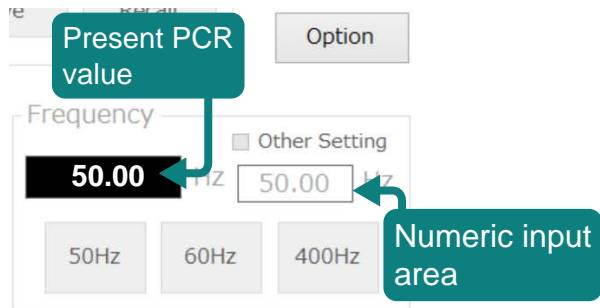 Present PCR
value
Option
Frequency
Other Setting
50.00 Hz 50.00 Hz
50Hz 60Hz 400Hz
Numeric input
area